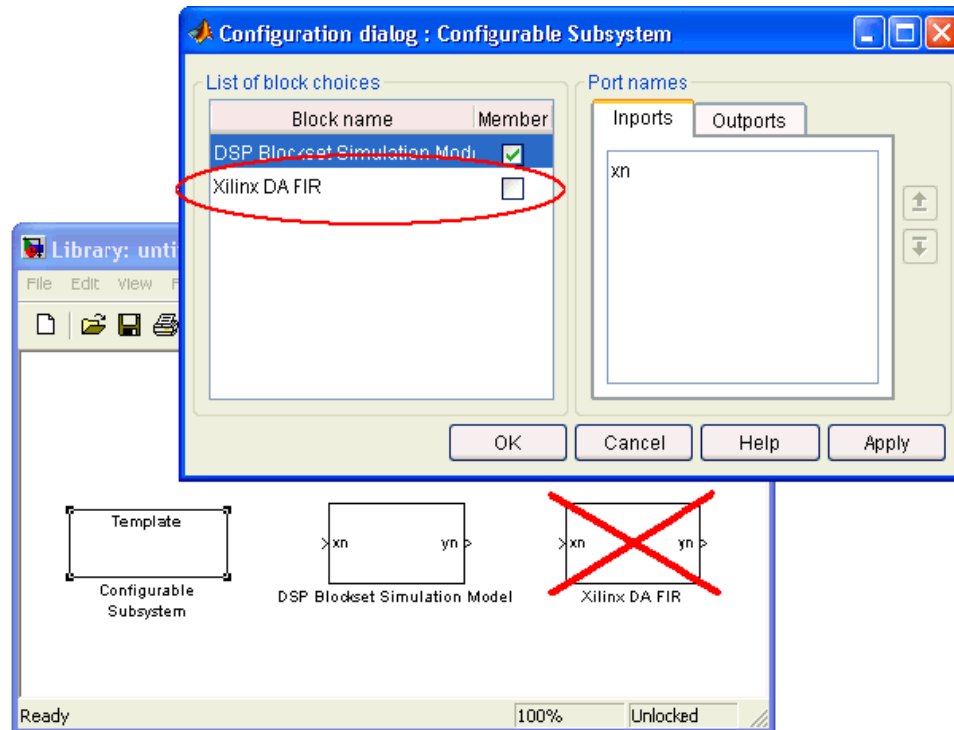 Configuration dialog : Configurable Subsystem
List of block choices
Block name Member
DSP Blockset Simulation Mod
Xilinx DA FIR
Port names
Inports Outports
xn
OK Cancel Help Apply
Library: unti
File Edit View F
Template
Configurable
Subsystem
xn yn
DSP Blockset Simulation Model
xn yn
Xilinx DA FIR
Ready 100% Unlocked